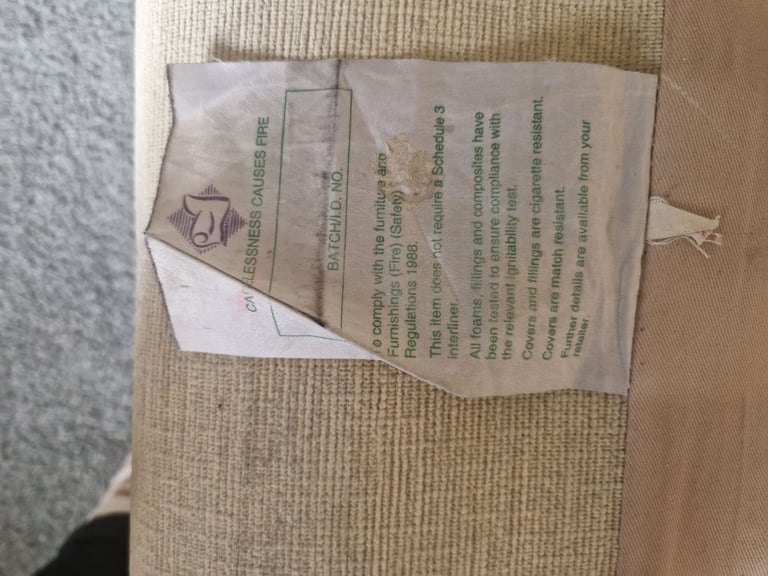 CARELESSNESS CAUSES FIRE
BATCH/I.D. NO.
To comply with the furniture and
Furnishings (Fire) (Safety)
Regulations 1988.
This item does not require a Schedule 3
interliner.
All foams, fillings and composites have
been tested to ensure compliance with
the relevant ignitability test.
Covers and fillings are cigarette resistant.
Covers are match resistant.
Further details are available from your
retailer.